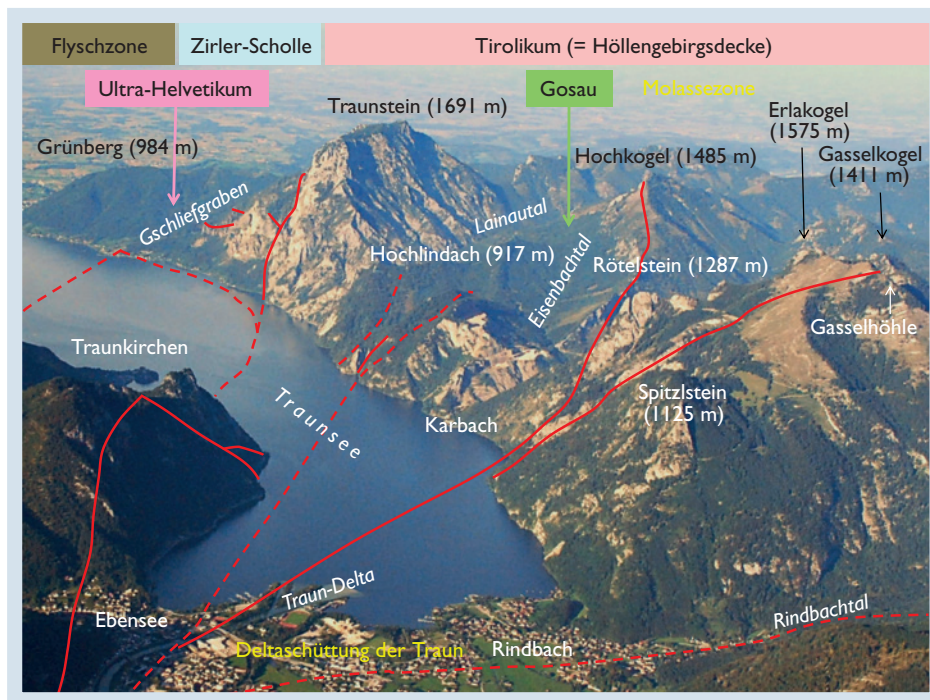 Flyschzone
Zirler-Scholle
Tirolikum (= Höllengebirgsdecke)
Ultra-Helvetikum
Gosau
Molassezone
Traunstein (1691 m)
Erlakogel
(1575 m)
Grünberg (984 m)
Hochkogel (1485 m)
Gasselkogel
(1411 m)
Gschliefgraben
Lainautal
Hochlindach (917 m)
Eisenbachtal
Rötelstein (1287 m)
Gasselhöhle
Traunkirchen
Traunsee
Karbach
Spitzlstein
(1125 m)
Traun-Delta
Ebensee
Deltaschüttung der Traun
Rindbach
Rindbachtal